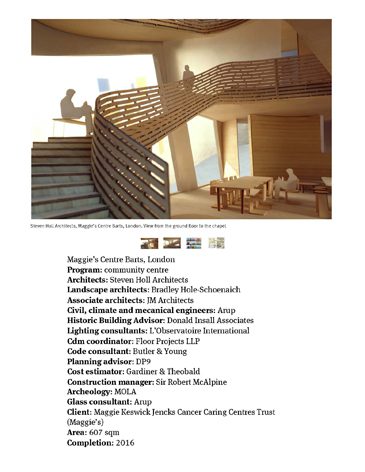 Steven Holl Architects, Maggie's Centre Barts, London. View from the ground floor to the chapel.
Maggie's Centre Barts, London
Program: community centre
Architects: Steven Holl Architects
Landscape architects: Bradley Hole-Schoenaich
Associate architects: JM Architects
Civil, climate and mecanical engineers: Arup
Historic Building Advisor: Donald Insall Associates
Lighting consultants: L'Observatoire International
Cdm coordinator: Floor Projects LLP
Code consultant: Butler & Young
Planning advisor: DP9
Cost estimator: Gardiner & Theobald
Construction manager: Sir Robert McAlpine
Archeology: MOLA
Glass consultant: Arup
Client: Maggie Keswick Jencks Cancer Caring Centres Trust
(Maggie's)
Area: 607 sqm
Completion: 2016